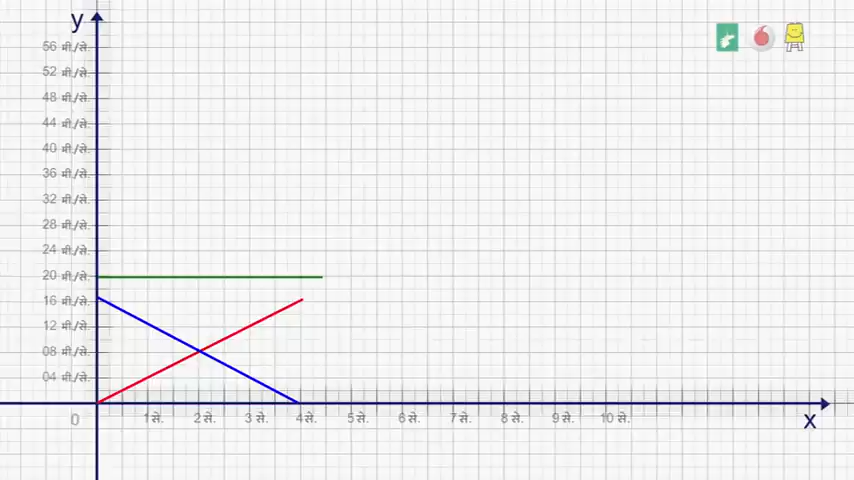 y
56 मी./से.
52 मी./से.
48 मी./से.
44 मी./से.
40 मी./से.
36 मी./से.
32 मी./से.
28 मी./से.
24 मी./से.
20 मी./से.
16 मी./से.
12 मी./से.
08 मी./से.
04 मी./से.
0 1 से. 2 से. 3 से. 4 से. 5 से. 6 से. 7 से. 8 से. 9 से. 10 से. x